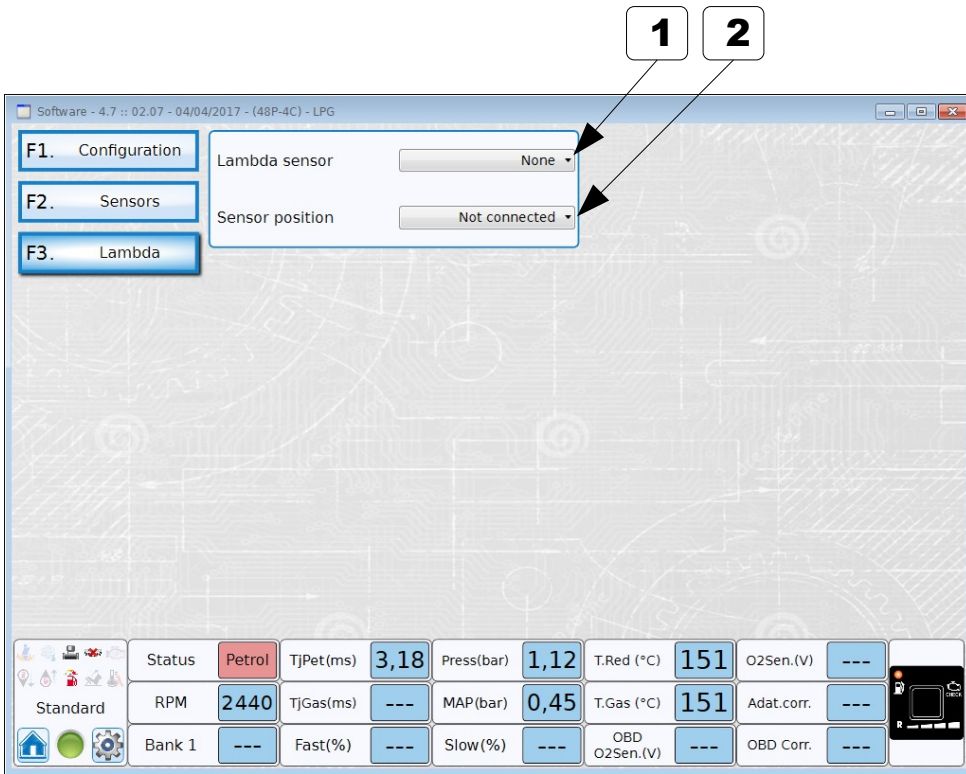 1 2
Software - 4.7 :: 02.07 - 04/04/2017 - (48P-4C) - LPG
F1. Configuration
Lambda sensor None
F2. Sensors
Sensor position Not connected
F3. Lambda
Status Petrol TjPet(ms) 3,18 Press(bar) 1,12 T.Red (°C) 151 O2Sen.(V) ---
Standard RPM 2440 TjGas(ms) --- MAP(bar) 0,45 T.Gas (°C) 151 Adat.corr. ---
CHECK
R
Bank 1 --- Fast(%) --- Slow(%) --- OBD O2Sen.(V) --- OBD Corr. ---